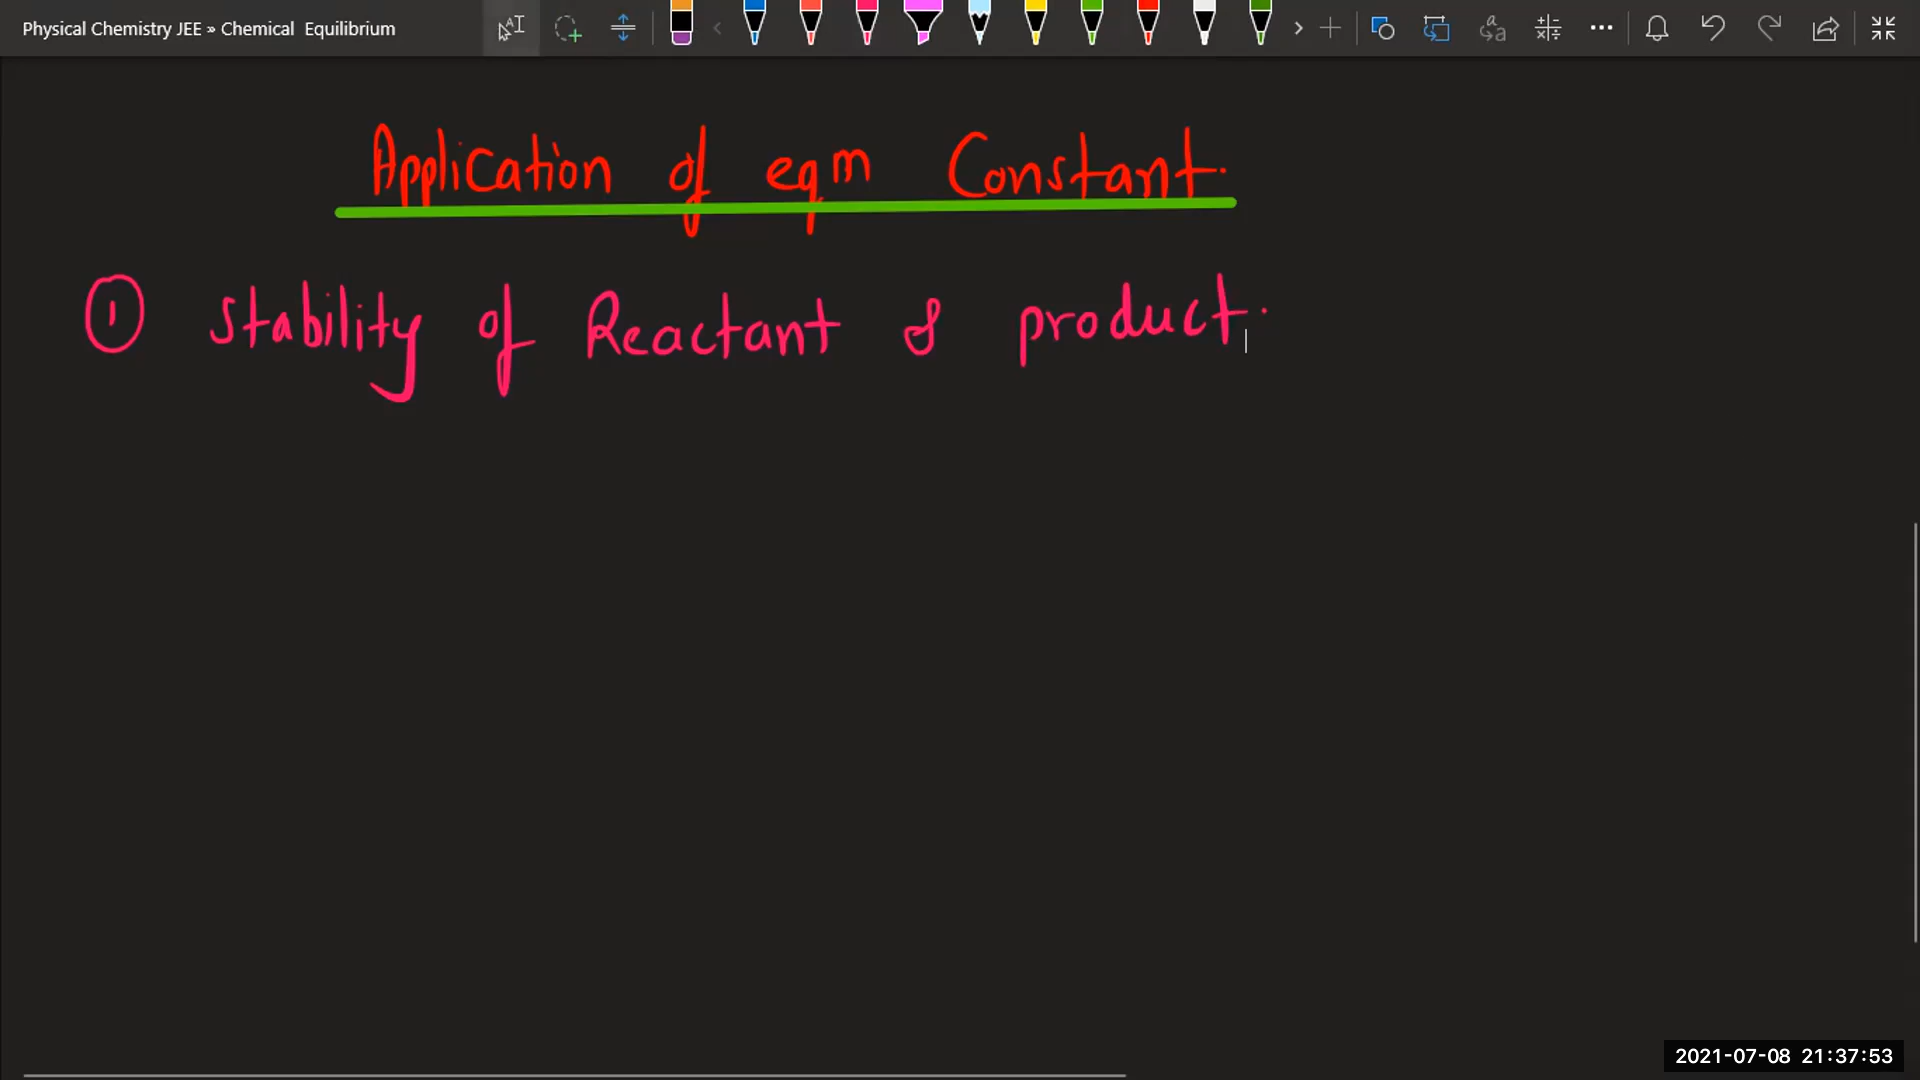 Physical Chemistry JEE » Chemical Equilibrium
Application of eqm Constant.
① Stability of Reactant & product.
2021-07-08 21:37:53